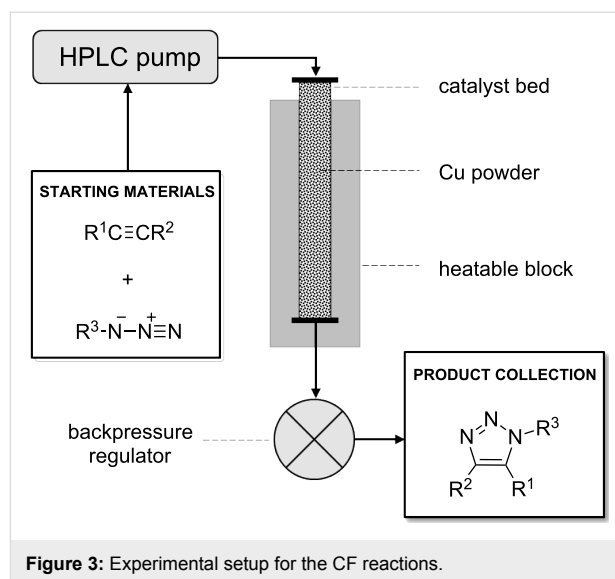 HPLC pump
catalyst bed
Cu powder
STARTING MATERIALS
R¹C≡CR²
+
R³-N⁻–N⁺≡N
heatable block
PRODUCT COLLECTION
N
N
N
R³
R²
R¹
backpressure
regulator
Figure 3: Experimental setup for the CF reactions.